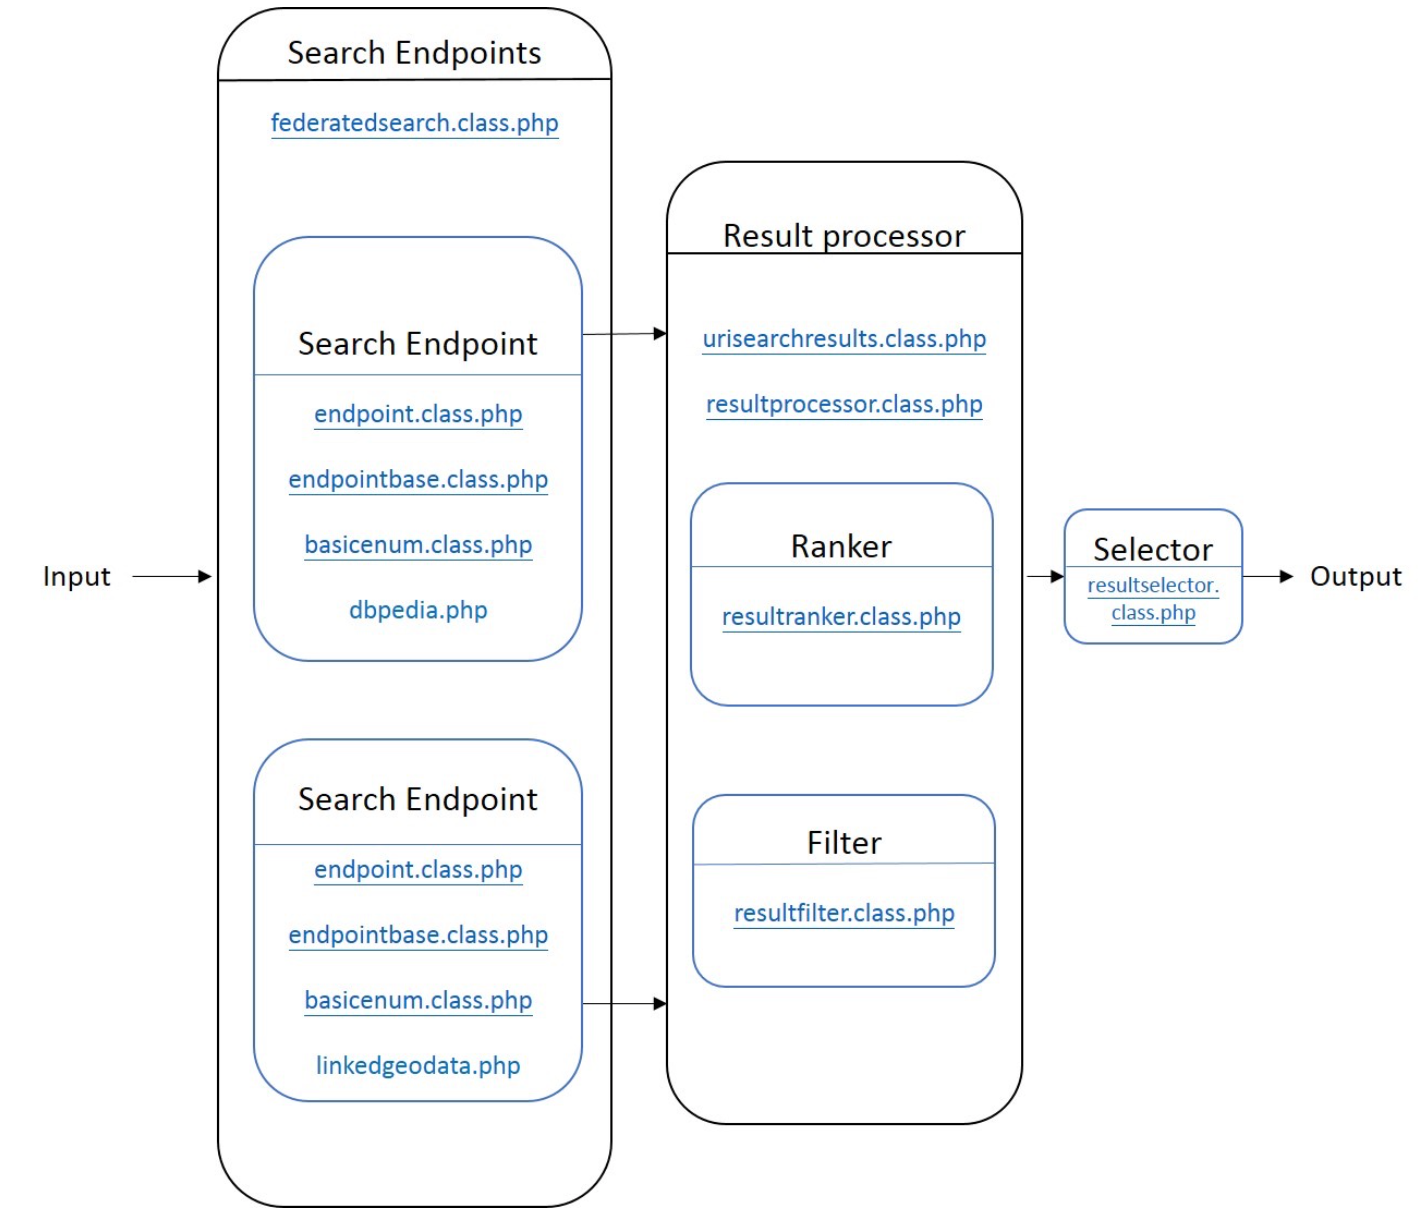 Search Endpoints
federatedsearch.class.php
Search Endpoint
endpoint.class.php
endpointbase.class.php
basicenum.class.php
dbpedia.php
Search Endpoint
endpoint.class.php
endpointbase.class.php
basicenum.class.php
linkedgeodata.php
Input
Result processor
urisearchresults.class.php
resultprocessor.class.php
Ranker
resultranker.class.php
Filter
resultfilter.class.php
Selector
resultselector.
class.php
Output